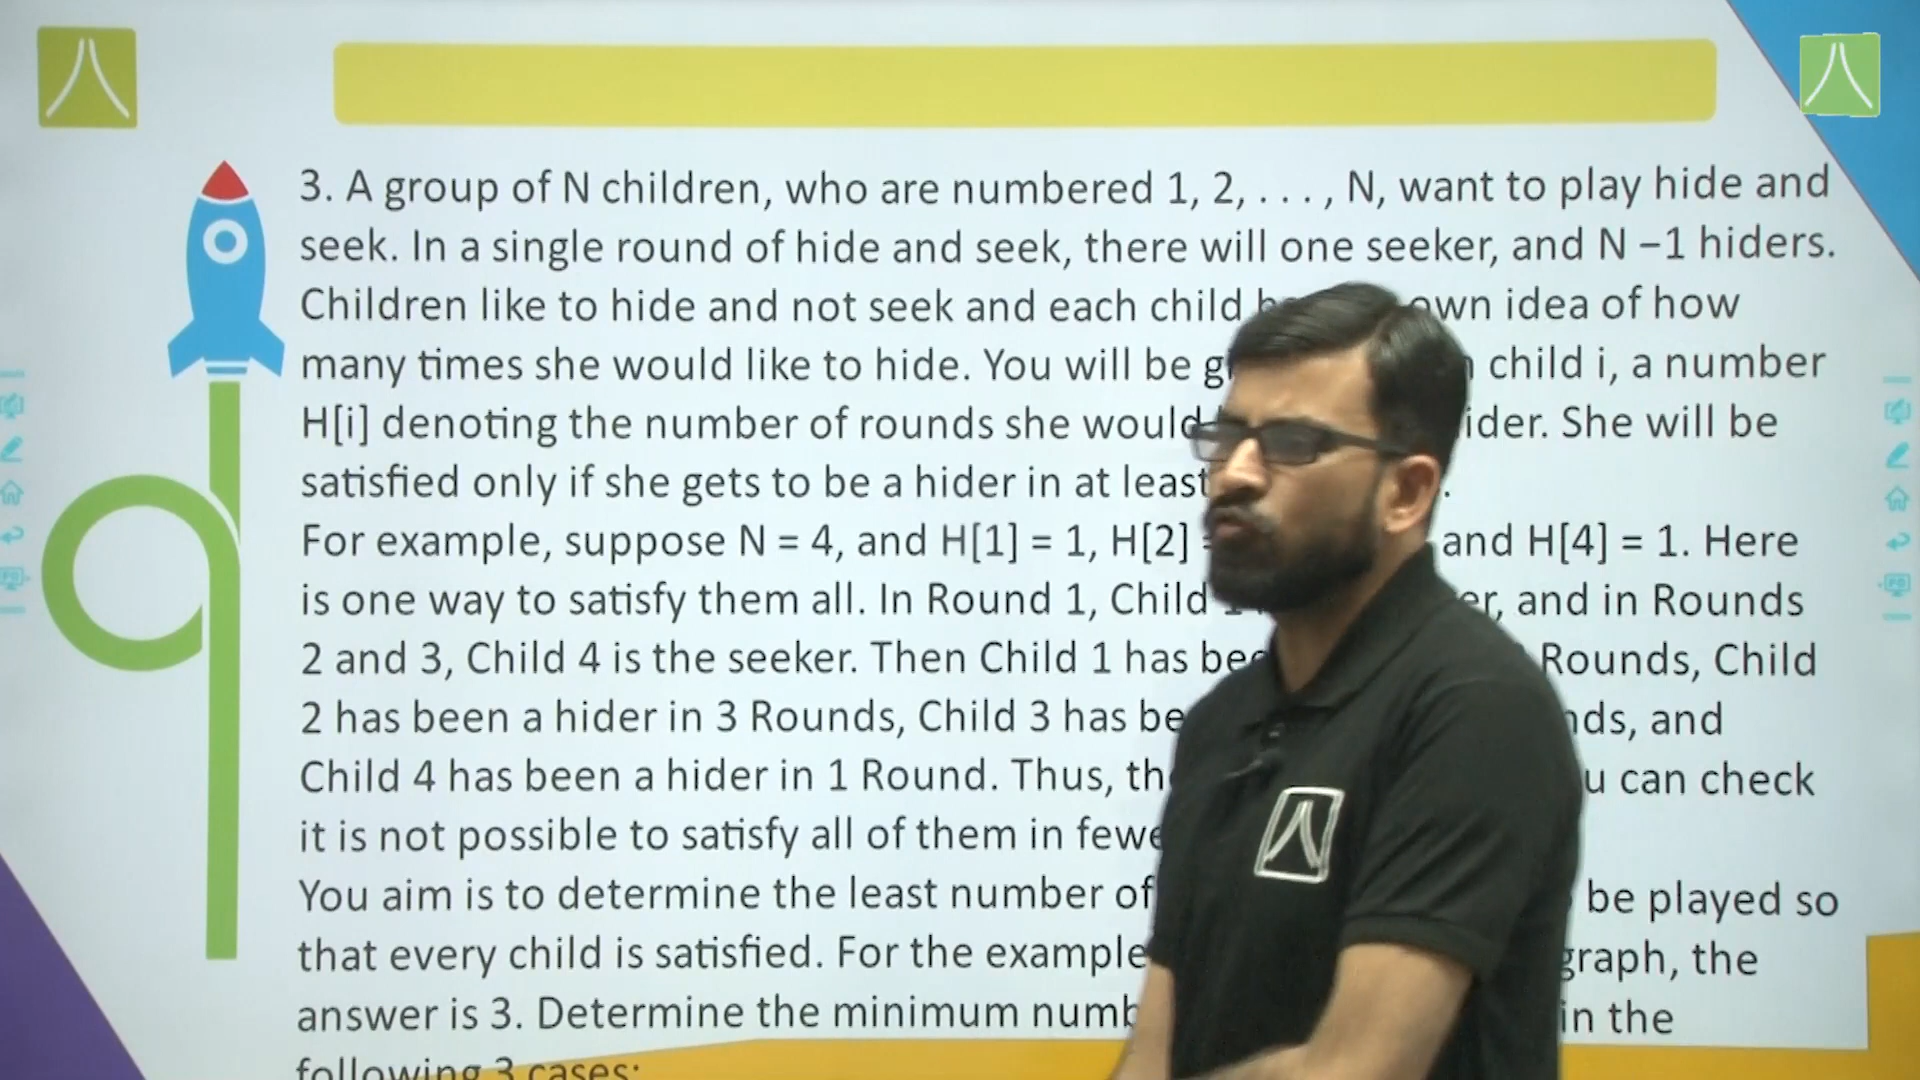 3. A group of N children, who are numbered 1, 2, . . . , N, want to play hide and
seek. In a single round of hide and seek, there will one seeker, and N −1 hiders.
Children like to hide and not seek and each child own idea of how
many times she would like to hide. You will be child i, a number
H[i] denoting the number of rounds she would hider. She will be
satisfied only if she gets to be a hider in at least .
For example, suppose N = 4, and H[1] = 1, H[2] and H[4] = 1. Here
is one way to satisfy them all. In Round 1, Child and in Rounds
2 and 3, Child 4 is the seeker. Then Child 1 has Rounds, Child
2 has been a hider in 3 Rounds, Child 3 has and
Child 4 has been a hider in 1 Round. Thus, can check
it is not possible to satisfy all of them in
You aim is to determine the least number of be played so
that every child is satisfied. For the example the
answer is 3. Determine the minimum in the
following 3 cases: